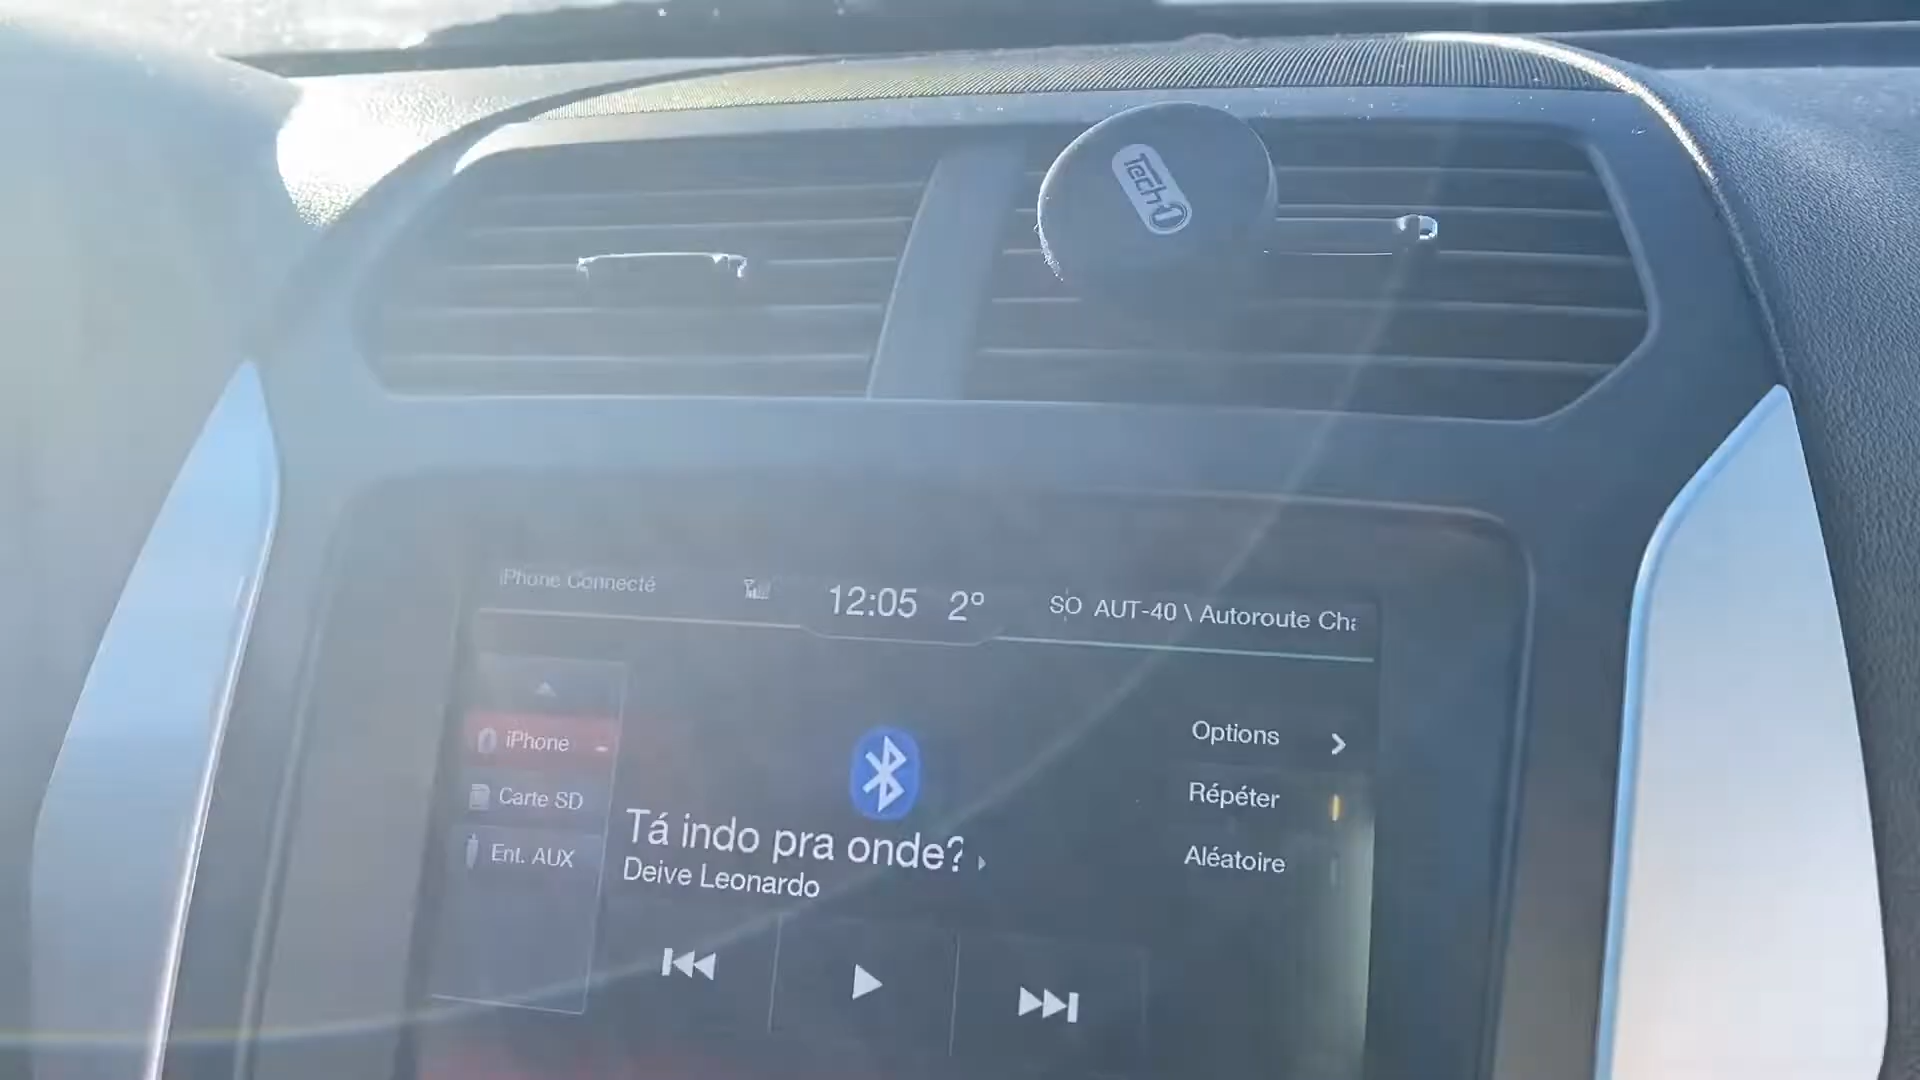 Tech1
iPhone Connecté
12:05 2°
SO AUT-40 \ Autoroute Cha
iPhone
Carte SD
Ent. AUX
Tá indo pra onde?
Deive Leonardo
Options
Répéter
Aléatoire